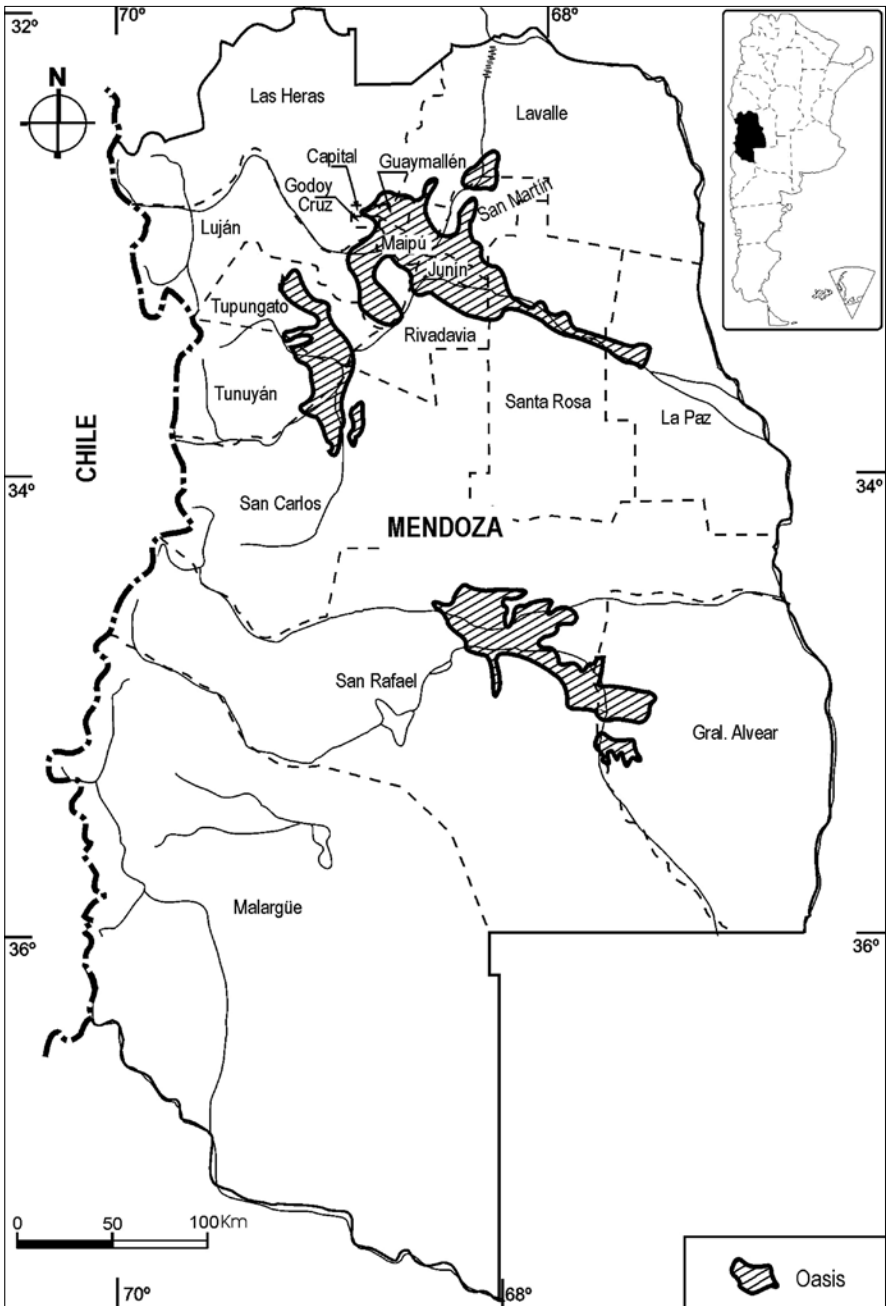 32º
70º
68º
N
Las Heras
Lavalle
Capital
Guaymallén
Godoy
Cruz
San Martín
Luján
Maipú
Junín
Tupungato
Rivadavia
Tunuyán
Santa Rosa
La Paz
CHILE
34º
34º
San Carlos
MENDOZA
San Rafael
Gral. Alvear
Malargüe
36º
36º
0 50 100Km
70º
68º
Oasis